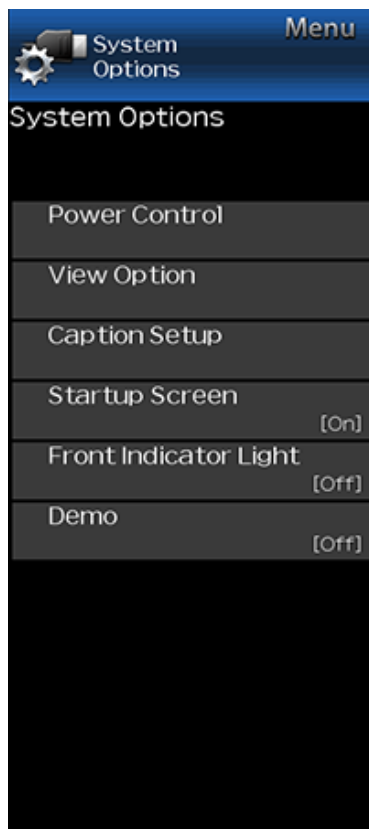 Menu
System
Options
System Options
Power Control
View Option
Caption Setup
Startup Screen
[On]
Front Indicator Light
[Off]
Demo
[Off]